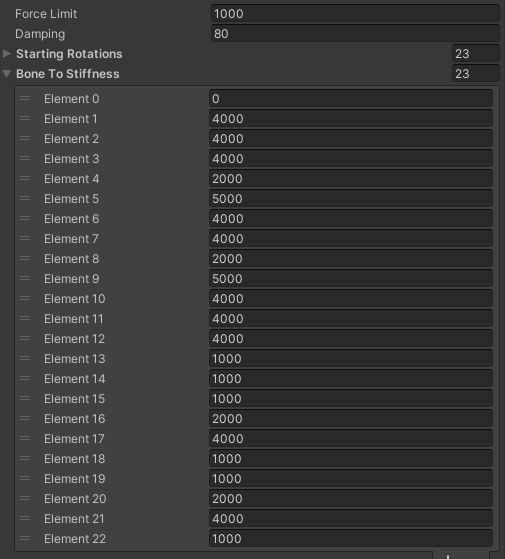 Force Limit 1000
Damping 80
Starting Rotations 23
Bone To Stiffness 23
Element 0 0
Element 1 4000
Element 2 4000
Element 3 4000
Element 4 2000
Element 5 5000
Element 6 4000
Element 7 4000
Element 8 2000
Element 9 5000
Element 10 4000
Element 11 4000
Element 12 4000
Element 13 1000
Element 14 1000
Element 15 1000
Element 16 2000
Element 17 4000
Element 18 1000
Element 19 1000
Element 20 2000
Element 21 4000
Element 22 1000